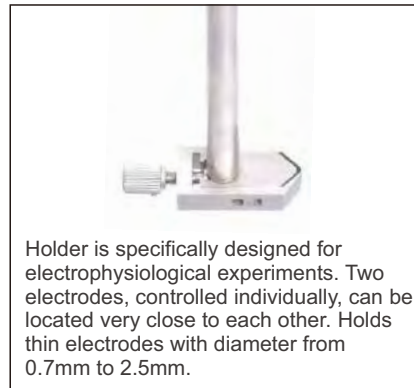 Holder is specifically designed for
electrophysiological experiments. Two
electrodes, controlled individually, can be
located very close to each other. Holds
thin electrodes with diameter from
0.7mm to 2.5mm.